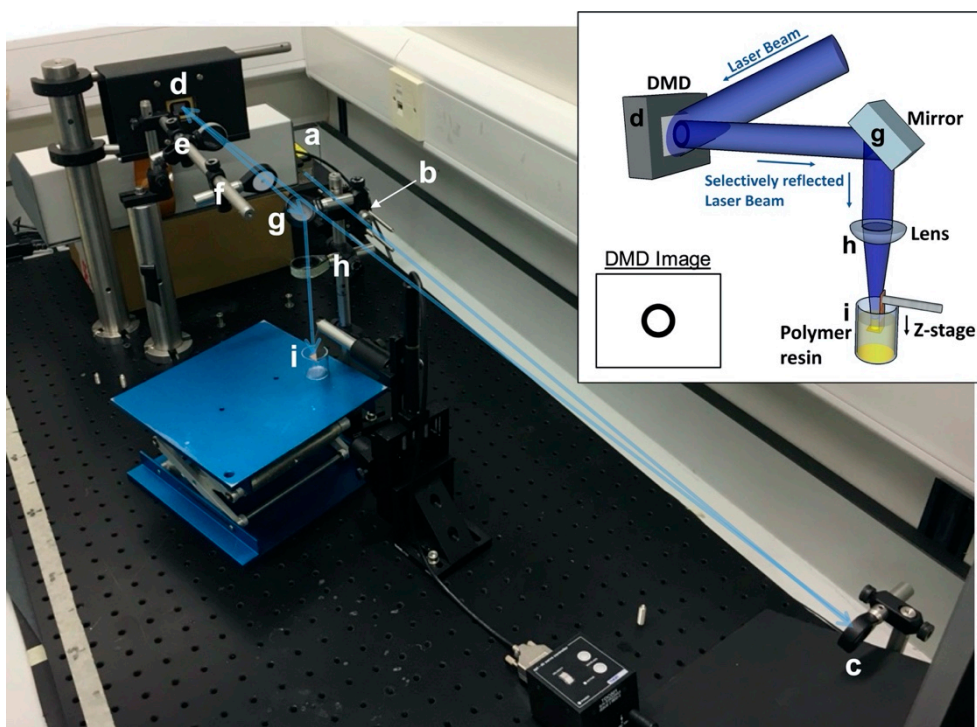 d
a
e
b
f
g
h
i
c
Laser Beam
DMD
d
Mirror
g
Selectively reflected
Laser Beam
h
Lens
DMD Image
i
Z-stage
Polymer
resin